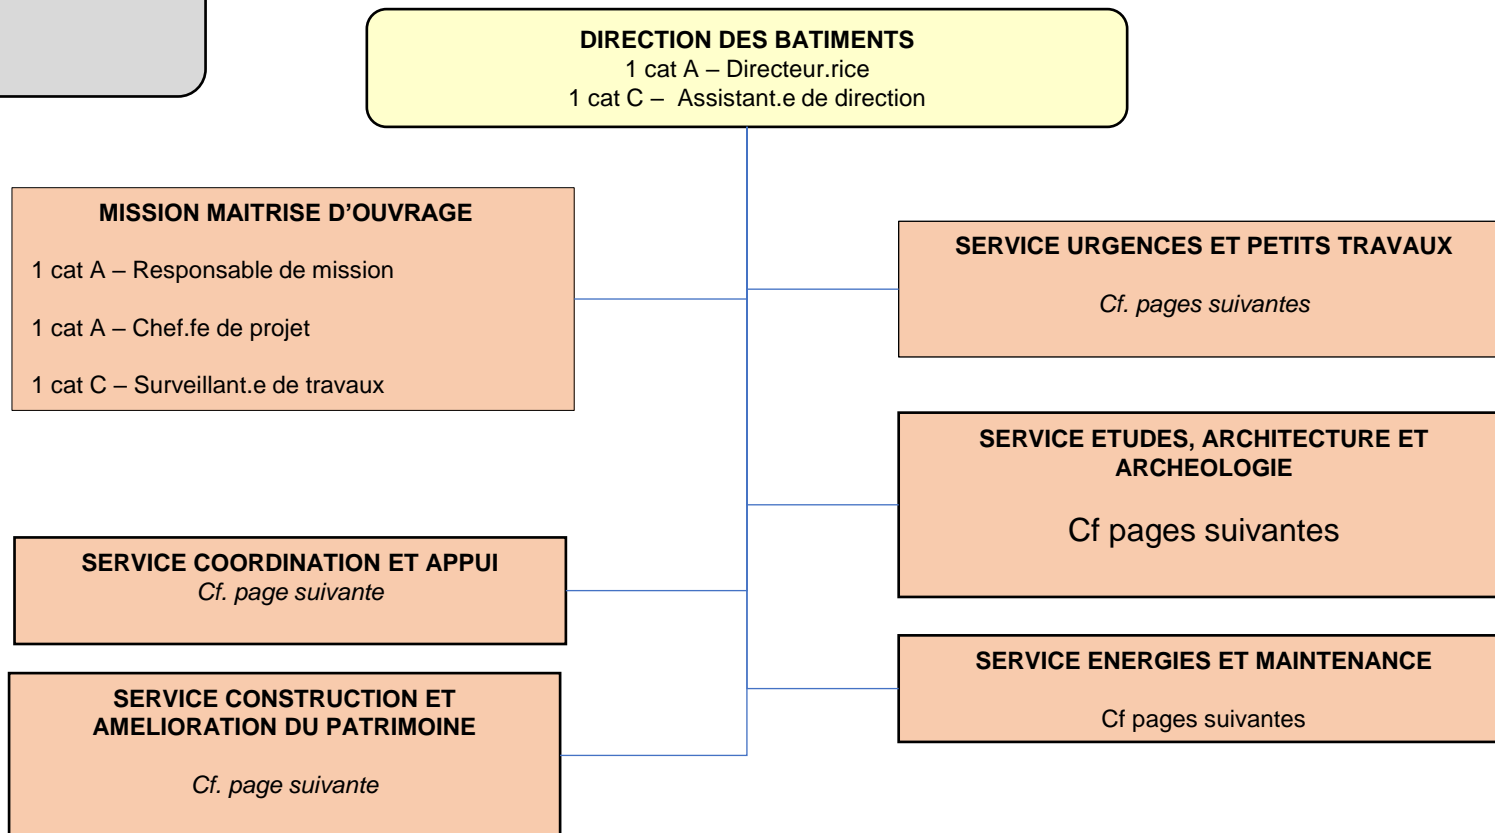 DIRECTION DES BATIMENTS
1 cat A – Directeur.rice
1 cat C – Assistant.e de direction
MISSION MAITRISE D’OUVRAGE
1 cat A – Responsable de mission
1 cat A – Chef.fe de projet
1 cat C – Surveillant.e de travaux
SERVICE URGENCES ET PETITS TRAVAUX
Cf. pages suivantes
SERVICE ETUDES, ARCHITECTURE ET
ARCHEOLOGIE
Cf pages suivantes
SERVICE COORDINATION ET APPUI
Cf. page suivante
SERVICE ENERGIES ET MAINTENANCE
Cf pages suivantes
SERVICE CONSTRUCTION ET
AMELIORATION DU PATRIMOINE
Cf. page suivante